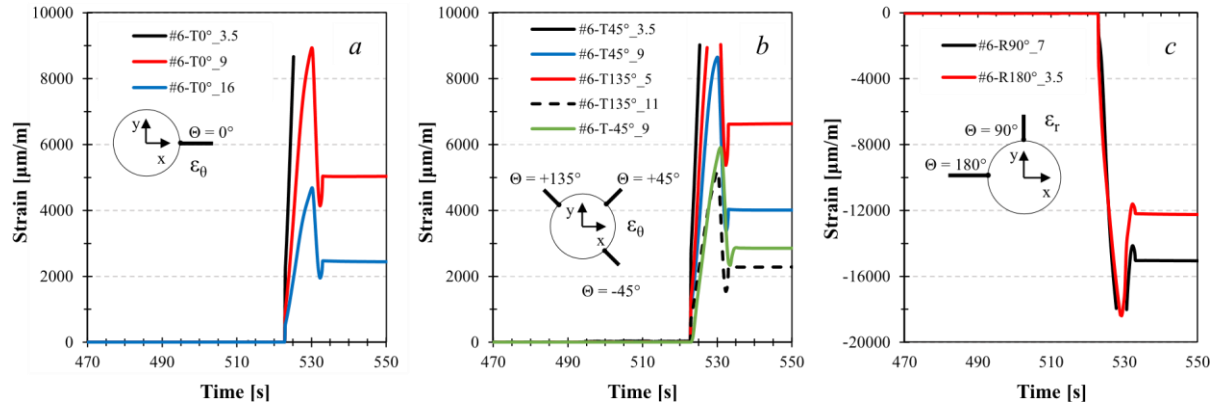 a
#6-T0°_3.5
#6-T0°_9
#6-T0°_16
y
x
Θ = 0°
εθ
Strain [µm/m]
10000
8000
6000
4000
2000
0
470
490
510
530
550
Time [s]
b
#6-T45°_3.5
#6-T45°_9
#6-T135°_5
#6-T135°_11
#6-T-45°_9
Θ = +135°
Θ = +45°
y
x
εθ
Θ = -45°
Strain [µm/m]
10000
8000
6000
4000
2000
0
470
490
510
530
550
Time [s]
c
#6-R90°_7
#6-R180°_3.5
εr
Θ = 90°
Θ = 180°
y
x
Strain [µm/m]
0
-4000
-8000
-12000
-16000
-20000
470
490
510
530
550
Time [s]